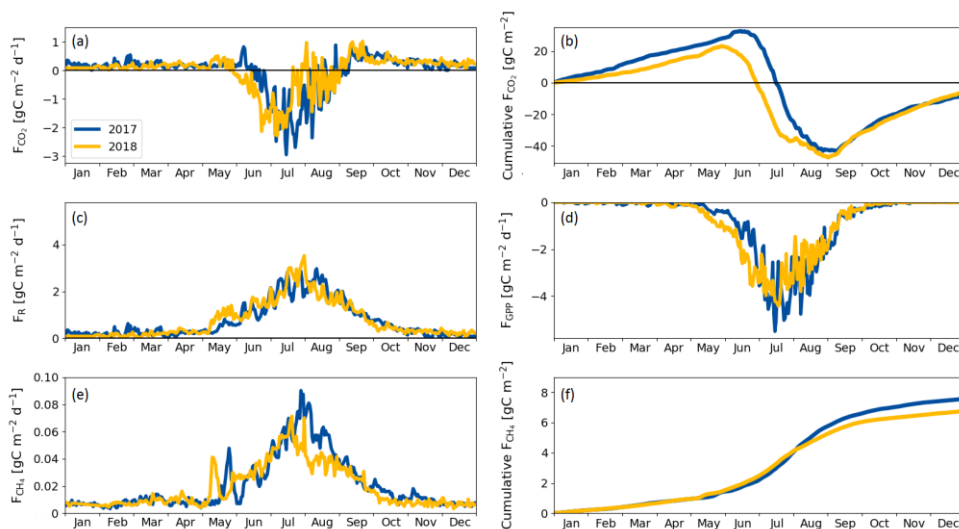 (a)
F_CO₂ [gC m⁻² d⁻¹]
1
0
−1
−2
−3
2017
2018
Jan Feb Mar Apr May Jun Jul Aug Sep Oct Nov Dec
(b)
Cumulative F_CO₂ [gC m⁻²]
20
0
−20
−40
Jan Feb Mar Apr May Jun Jul Aug Sep Oct Nov Dec
(c)
F_R [gC m⁻² d⁻¹]
4
2
0
Jan Feb Mar Apr May Jun Jul Aug Sep Oct Nov Dec
(d)
F_GPP [gC m⁻² d⁻¹]
0
−2
−4
Jan Feb Mar Apr May Jun Jul Aug Sep Oct Nov Dec
(e)
F_CH₄ [gC m⁻² d⁻¹]
0.10
0.08
0.06
0.04
0.02
0
Jan Feb Mar Apr May Jun Jul Aug Sep Oct Nov Dec
(f)
Cumulative F_CH₄ [gC m⁻²]
8
6
4
2
0
Jan Feb Mar Apr May Jun Jul Aug Sep Oct Nov Dec